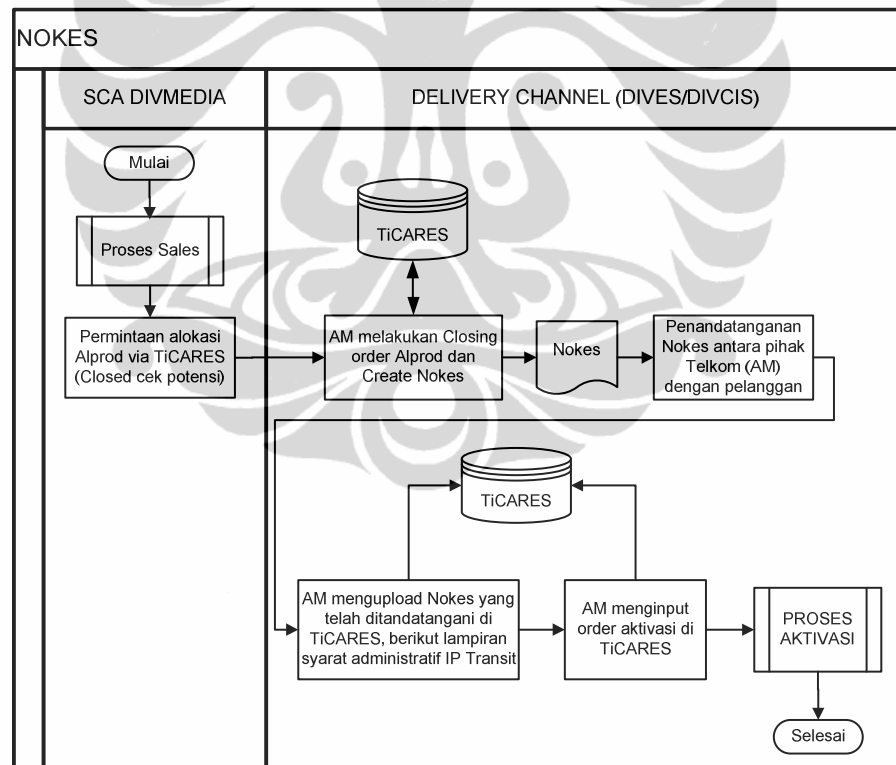 NOKES
SCA DIVMEDIA
DELIVERY CHANNEL (DIVES/DIVCIS)
Mulai
Proses Sales
Permintaan alokasi
Alprod via TiCARES
(Closed cek potensi)
TiCARES
AM melakukan Closing
order Alprod dan
Create Nokes
Nokes
Penandatanganan
Nokes antara pihak
Telkom (AM)
dengan pelanggan
TiCARES
AM mengupload Nokes yang
telah ditandatangani di
TiCARES, berikut lampiran
syarat administratif IP Transit
AM menginput
order aktivasi di
TiCARES
PROSES
AKTIVASI
Selesai